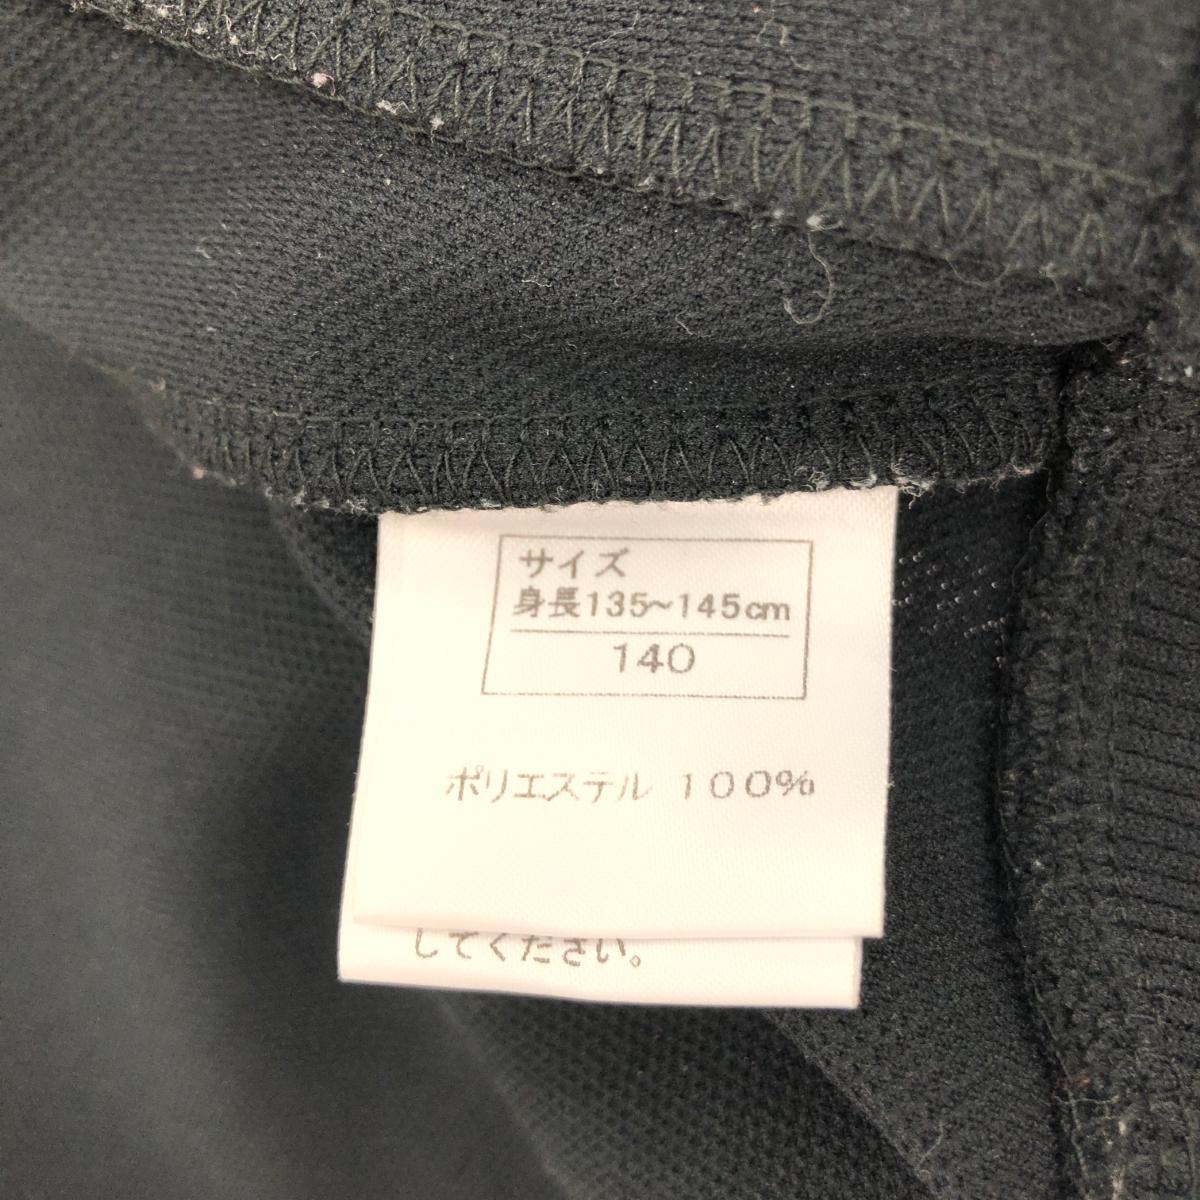 サイズ
身長135~145cm
140
ポリエステル 100%
してください。